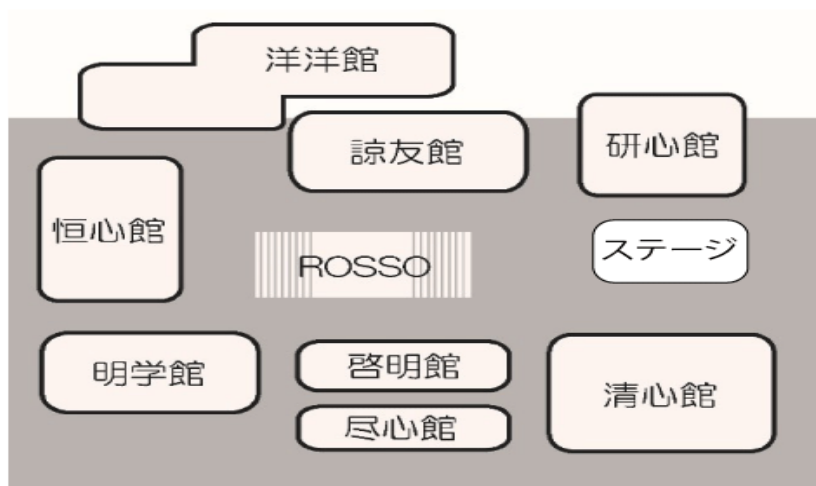 洋洋館
諒友館
研心館
恒心館
ROSSO
ステージ
明学館
啓明館
尽心館
清心館